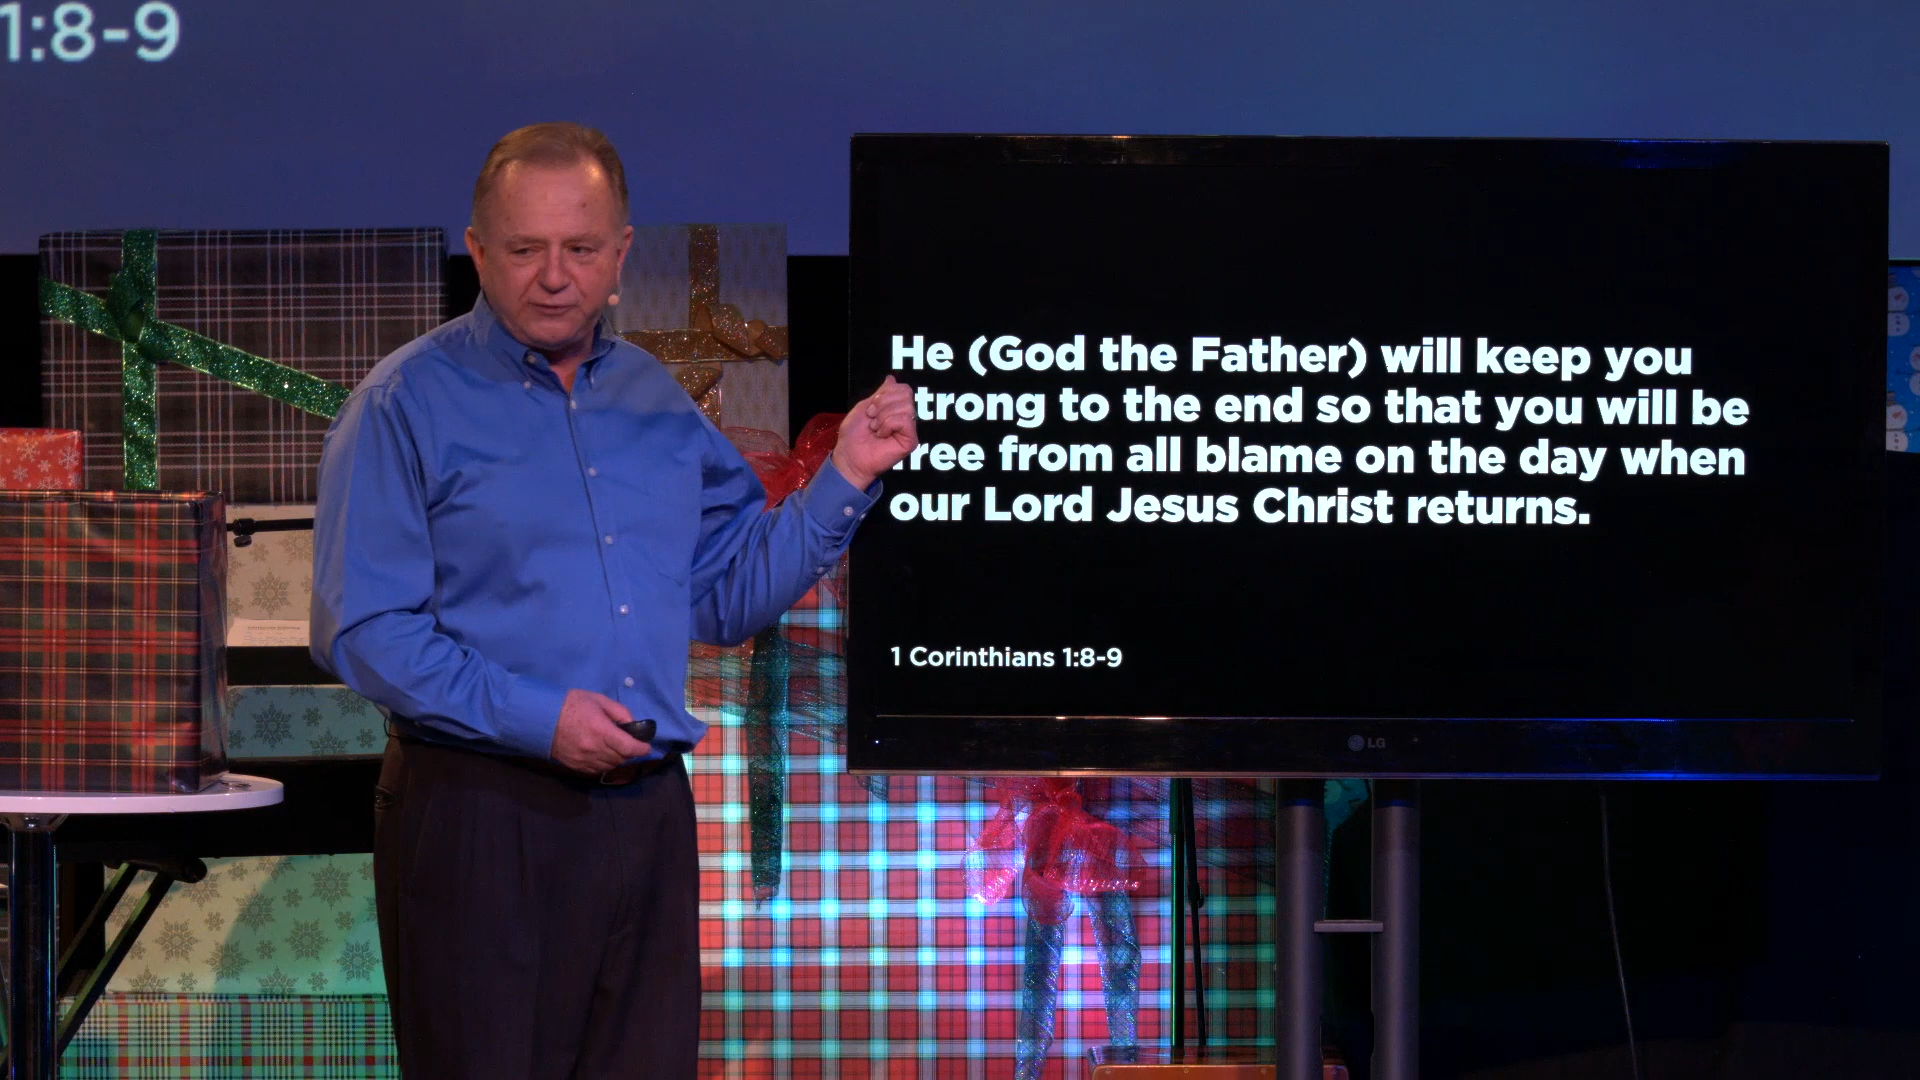 1:8-9
He (God the Father) will keep you
trong to the end so that you will be
ree from all blame on the day when
our Lord Jesus Christ returns.
1 Corinthians 1:8-9
LG